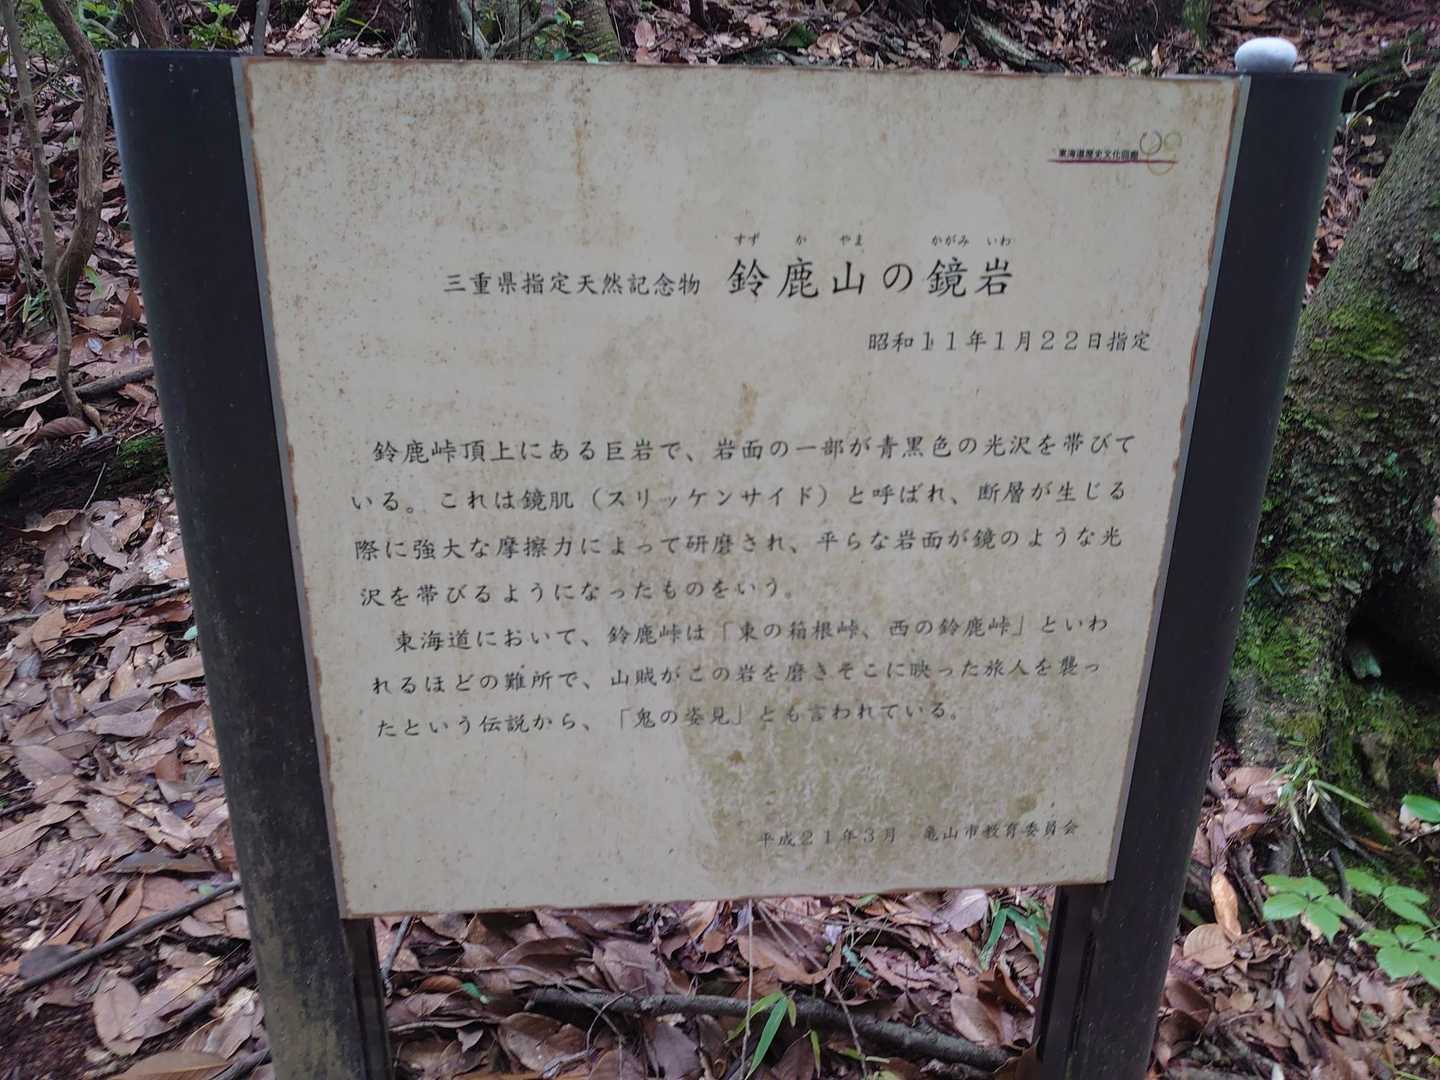 東海道歴史文化回廊
すず か やま かがみ いわ
三重県指定天然記念物 鈴鹿山の鏡岩
昭和11年1月22日指定
鈴鹿峠頂上にある巨岩で、岩面の一部が青黒色の光沢を帯びて
いる。これは鏡肌（スリッケンサイド）と呼ばれ、断層が生じる
際に強大な摩擦力によって研磨され、平らな岩面が鏡のような光
沢を帯びるようになったものをいう。
東海道において、鈴鹿峠は「東の箱根峠、西の鈴鹿峠」といわ
れるほどの難所で、山賊がこの岩を磨きそこに映った旅人を襲っ
たという伝説から、「鬼の姿見」とも言われている。
平成21年3月 亀山市教育委員会